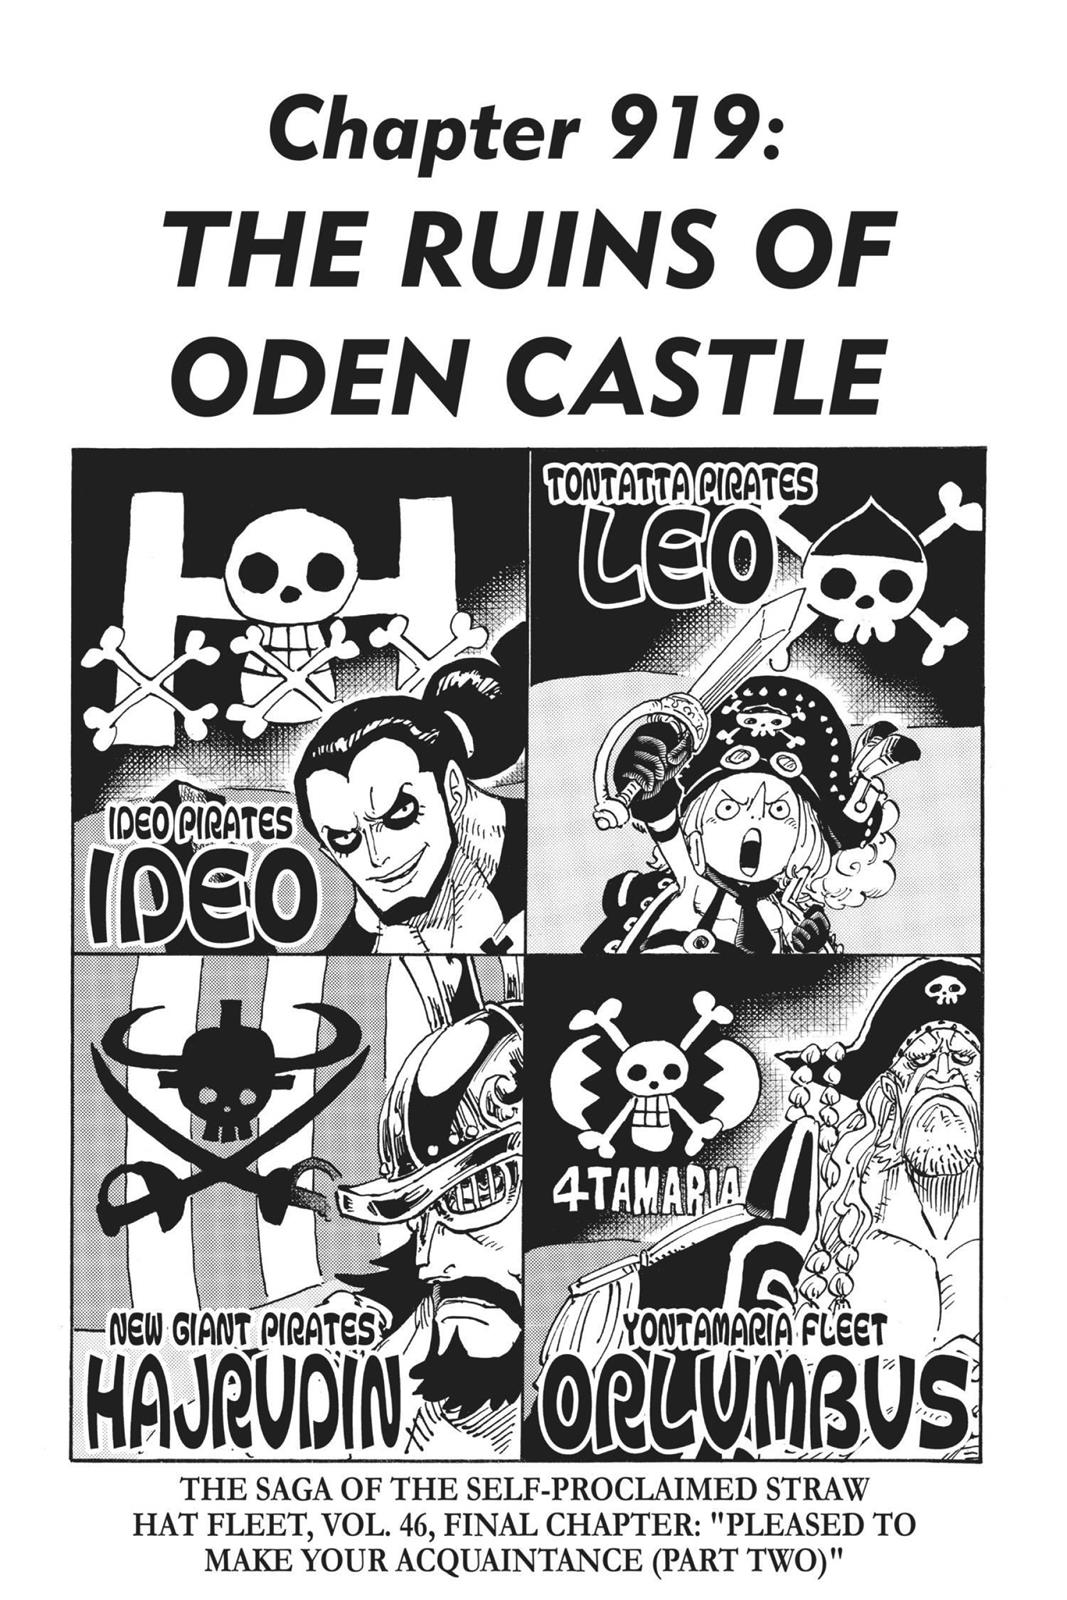 Chapter 919:
THE RUINS OF
ODEN CASTLE
IDEO PIRATES
IDEO
TONTATTA PIRATES
LEO
NEW GIANT PIRATES
HAJRUDIN
4TAMARIA
YONTAMARIA FLEET
ORLUMBUS
THE SAGA OF THE SELF-PROCLAIMED STRAW
HAT FLEET, VOL. 46, FINAL CHAPTER: "PLEASED TO
MAKE YOUR ACQUAINTANCE (PART TWO)"